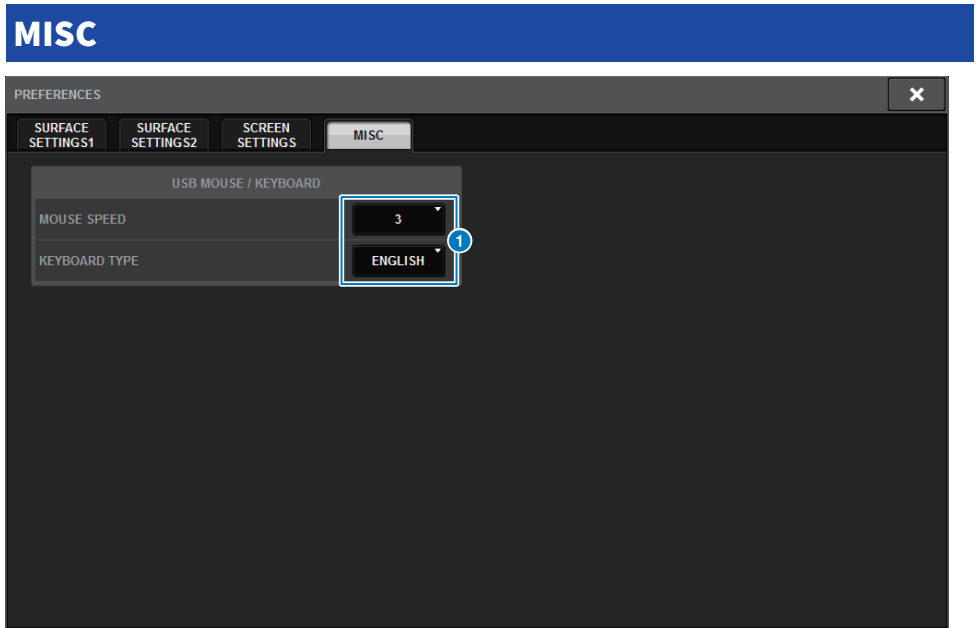 MISC
PREFERENCES
SURFACE SETTINGS1
SURFACE SETTINGS2
SCREEN SETTINGS
MISC
USB MOUSE / KEYBOARD
MOUSE SPEED
3
1
KEYBOARD TYPE
ENGLISH